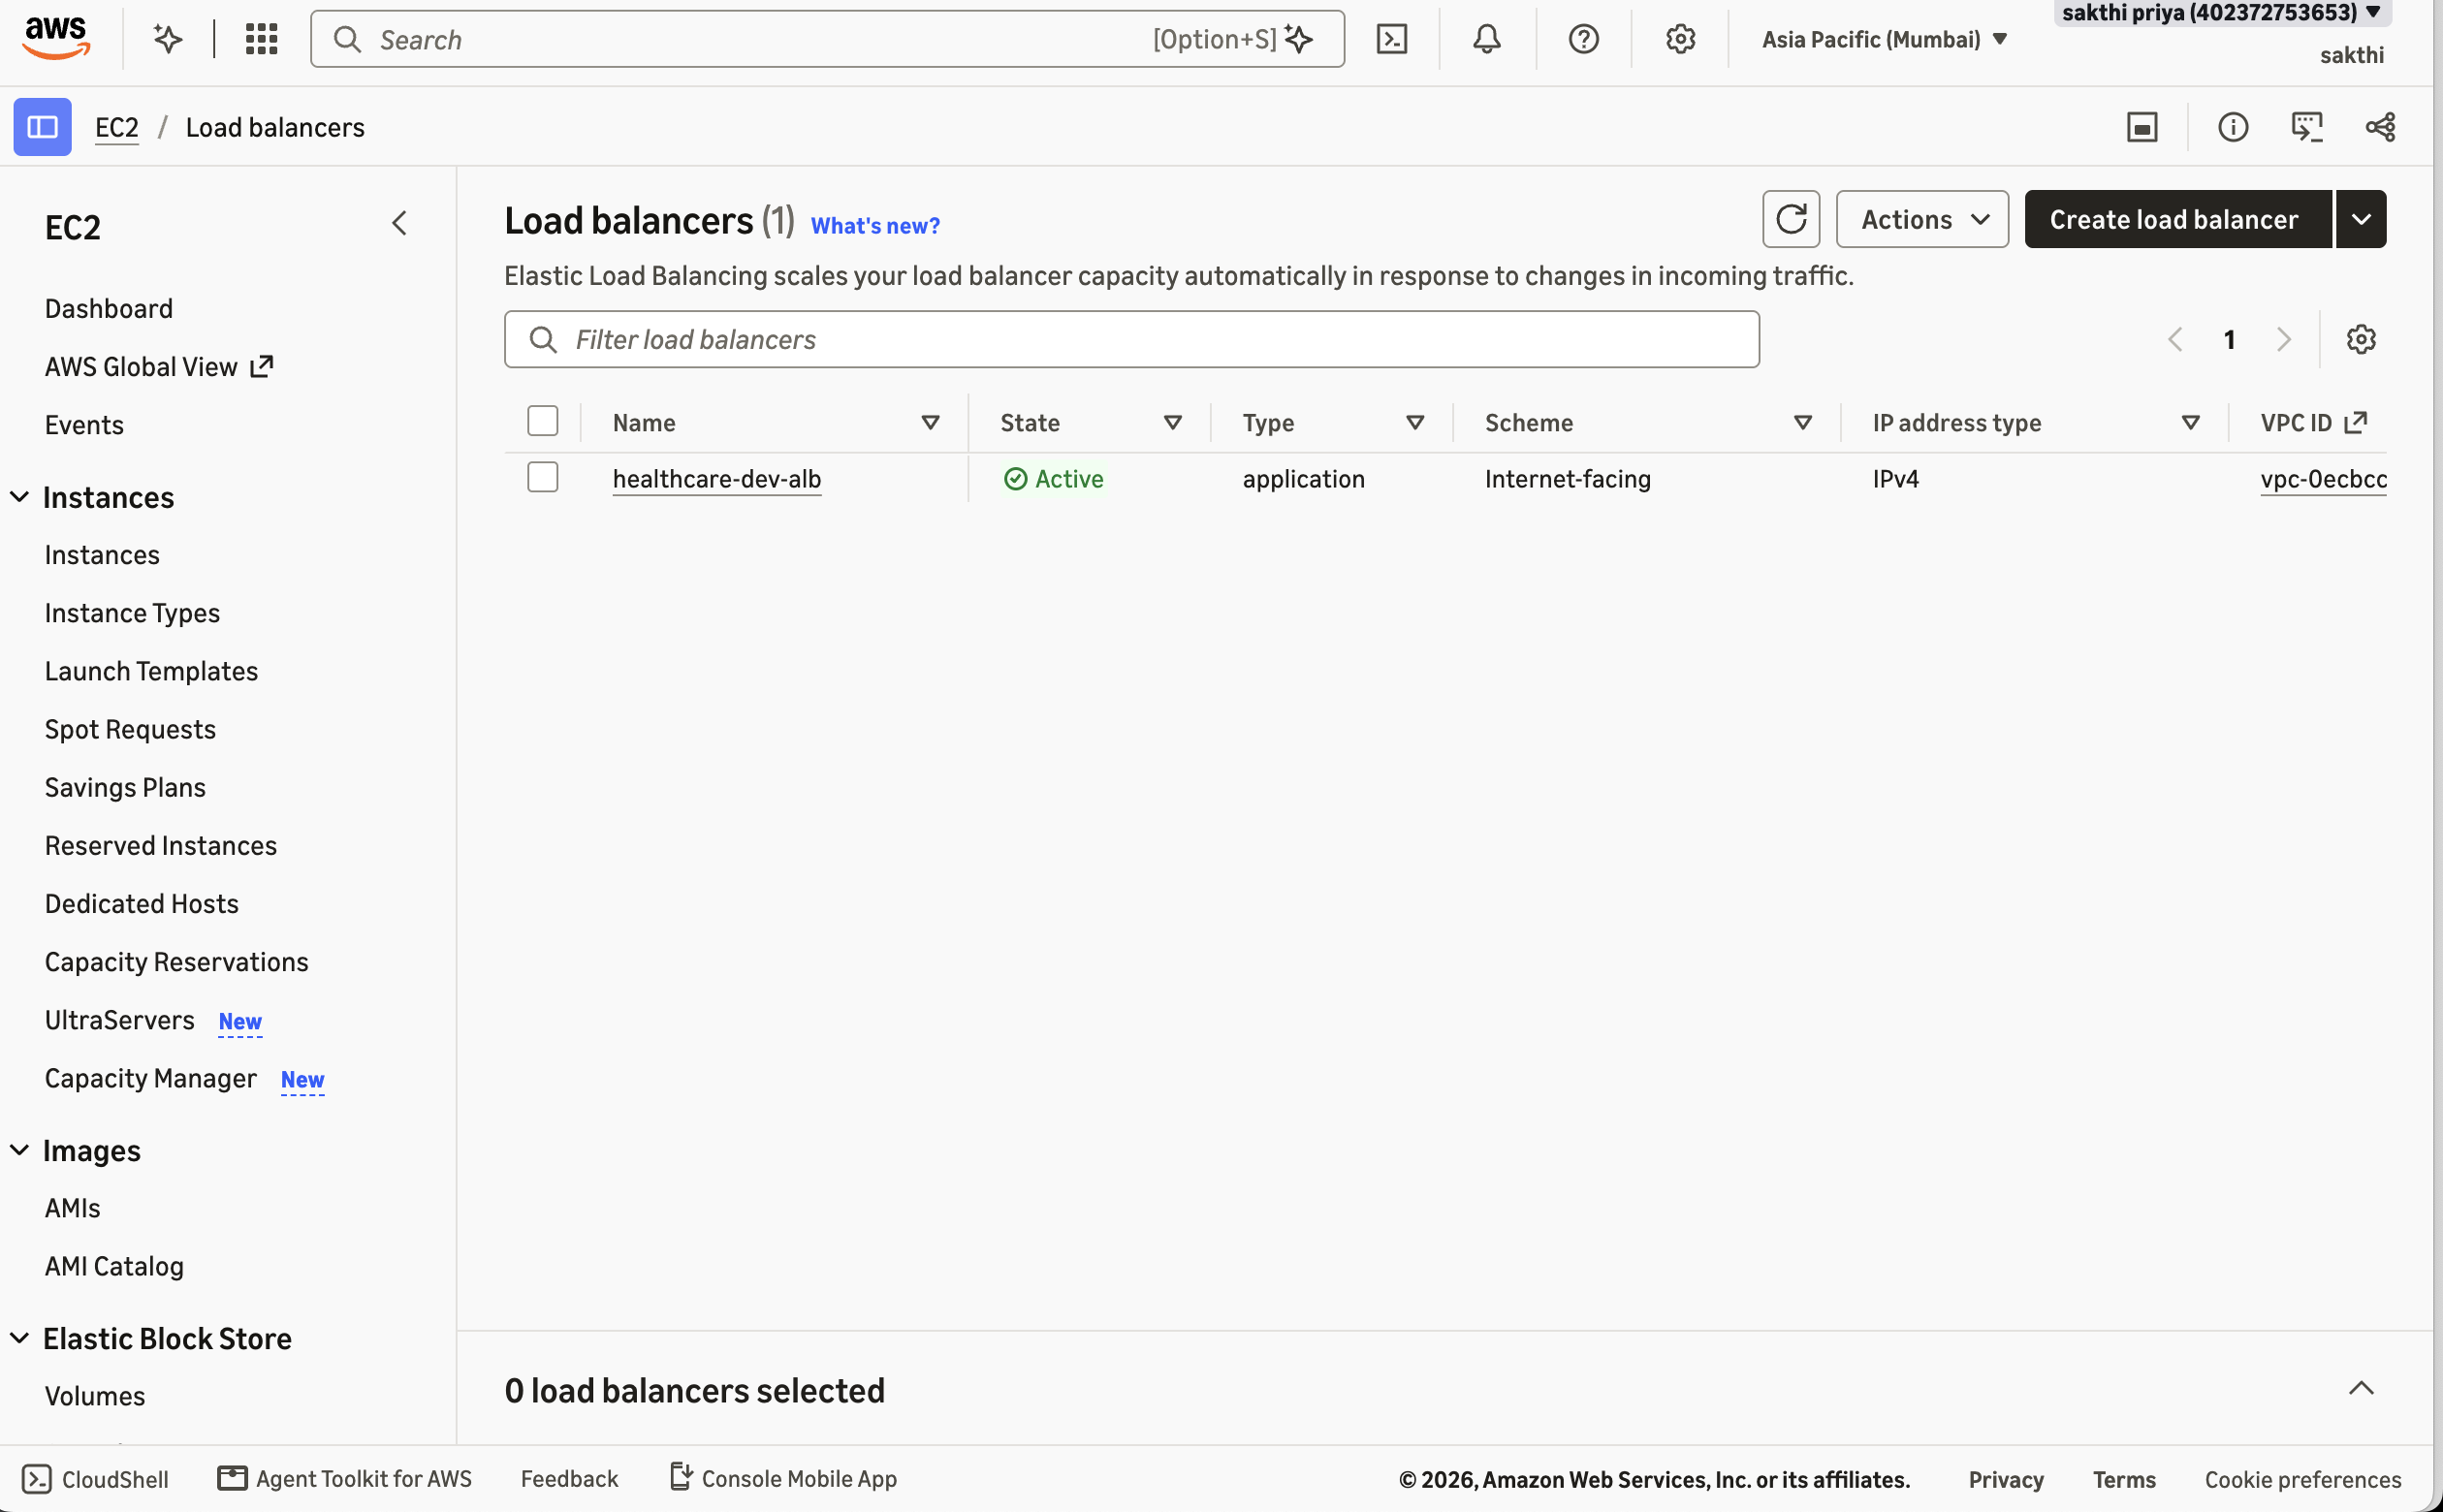 aws
Search [Option+S]
Asia Pacific (Mumbai)
sakthi priya (402372753653)
sakthi
EC2 / Load balancers
EC2
Dashboard
AWS Global View
Events
Instances
Instances
Instance Types
Launch Templates
Spot Requests
Savings Plans
Reserved Instances
Dedicated Hosts
Capacity Reservations
UltraServers New
Capacity Manager New
Images
AMIs
AMI Catalog
Elastic Block Store
Volumes
Load balancers (1) What's new?
Actions
Create load balancer
Elastic Load Balancing scales your load balancer capacity automatically in response to changes in incoming traffic.
Filter load balancers
1
Name State Type Scheme IP address type VPC ID
healthcare-dev-alb Active application Internet-facing IPv4 vpc-0ecbcc
0 load balancers selected
CloudShell Agent Toolkit for AWS Feedback Console Mobile App © 2026, Amazon Web Services, Inc. or its affiliates. Privacy Terms Cookie preferences